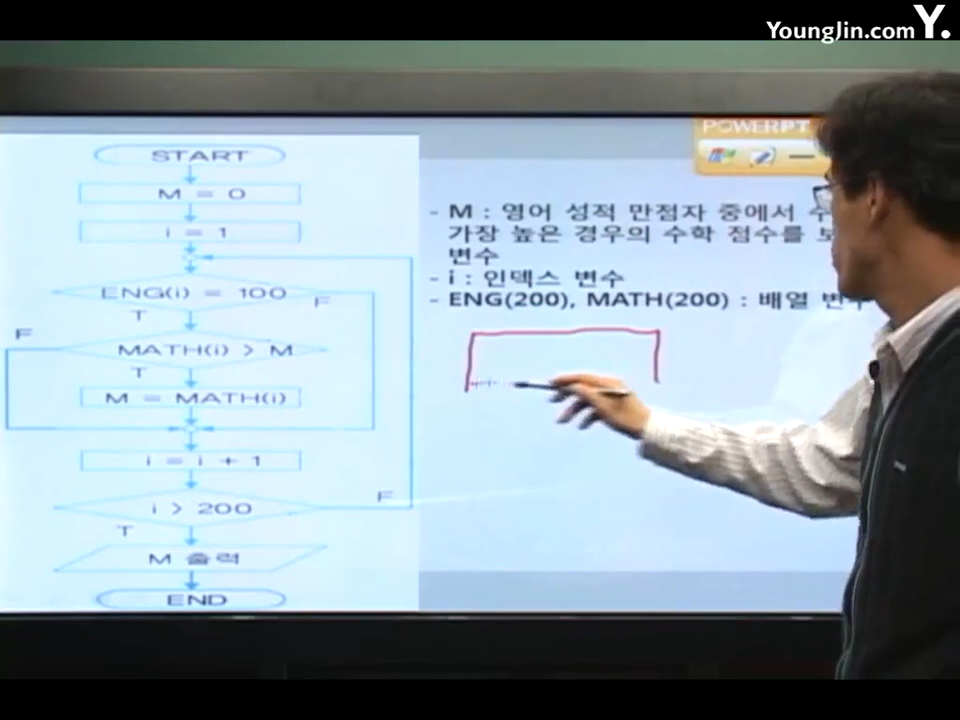 YoungJin.com Y.
POWERPT
START
M = 0
i = 1
ENG(i) = 100
F
T
F
MATH(i) > M
T
M = MATH(i)
i = i + 1
F
i > 200
T
M 출력
END
- M : 영어 성적 만점자 중에서
가장 높은 경우의 수학 점수를
변수
- i : 인덱스 변수
- ENG(200), MATH(200) : 배열 변수